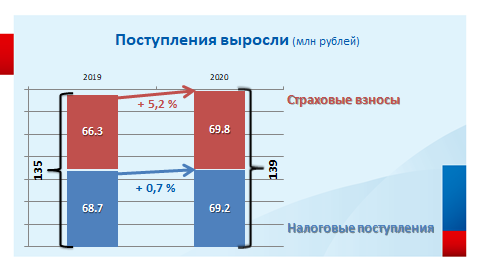 Поступления выросли (млн рублей)
2019 2020
+ 5,2 %
Страховые взносы
66.3 69.8
135 139
+ 0,7 %
68.7 69.2
Налоговые поступления